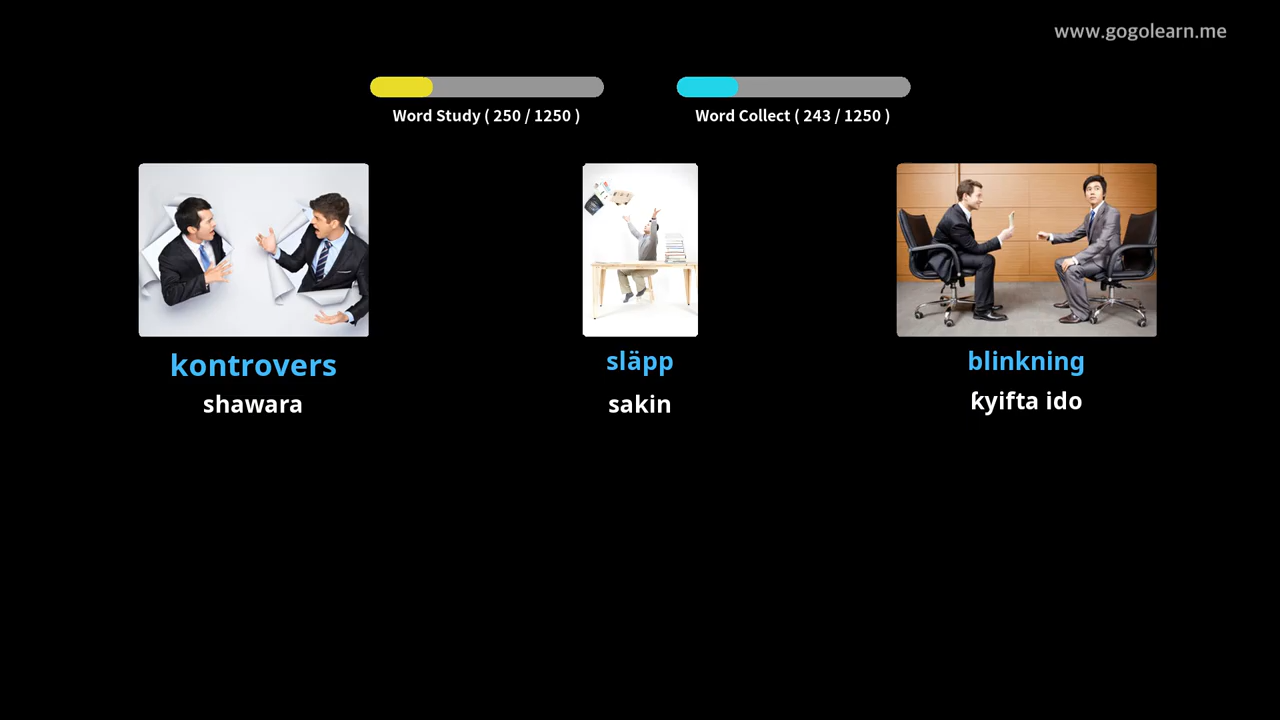 www.gogolearn.me
Word Study ( 250 / 1250 )
Word Collect ( 243 / 1250 )
kontrovers
shawara
släpp
sakin
blinkning
ƙyifta ido